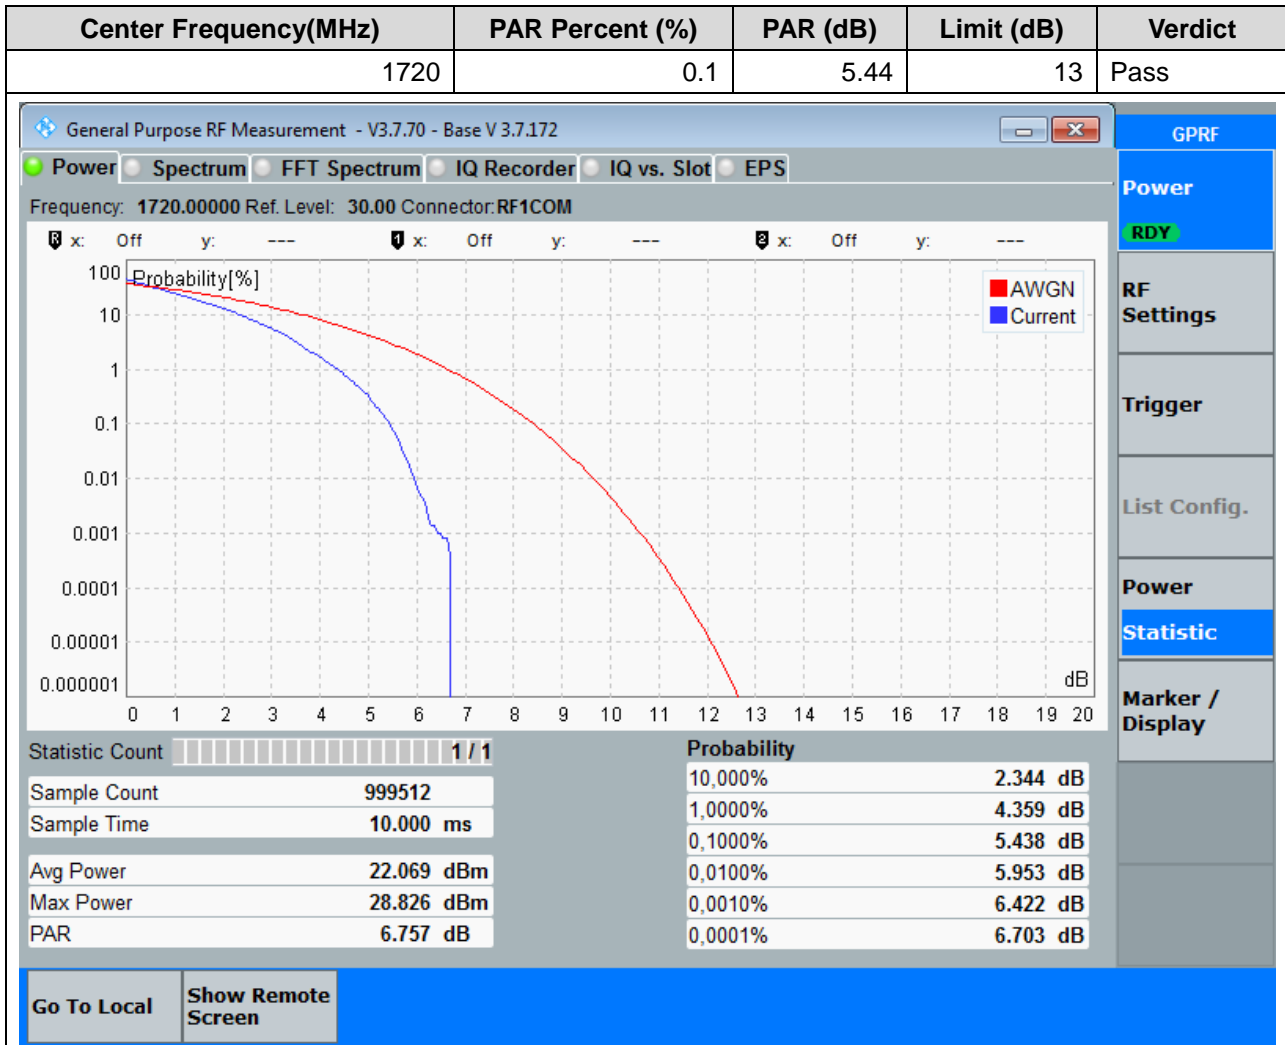 Center Frequency(MHz) PAR Percent (%) PAR (dB) Limit (dB) Verdict
1720 0.1 5.44 13 Pass
General Purpose RF Measurement - V3.7.70 - Base V 3.7.172
GPRF
Power Spectrum FFT Spectrum IQ Recorder IQ vs. Slot EPS
Frequency: 1720.00000 Ref. Level: 30.00 Connector: RF1COM
R x: Off y: --- 1 x: Off y: --- 2 x: Off y: ---
Probability[%]
100
10
1
0.1
0.01
0.001
0.0001
0.00001
0.000001
AWGN
Current
dB
0 1 2 3 4 5 6 7 8 9 10 11 12 13 14 15 16 17 18 19 20
Statistic Count 1 / 1
Sample Count 999512
Sample Time 10.000 ms
Avg Power 22.069 dBm
Max Power 28.826 dBm
PAR 6.757 dB
Probability
10,000% 2.344 dB
1,0000% 4.359 dB
0,1000% 5.438 dB
0,0100% 5.953 dB
0,0010% 6.422 dB
0,0001% 6.703 dB
Power
RDY
RF
Settings
Trigger
List Config.
Power
Statistic
Marker /
Display
Go To Local
Show Remote
Screen